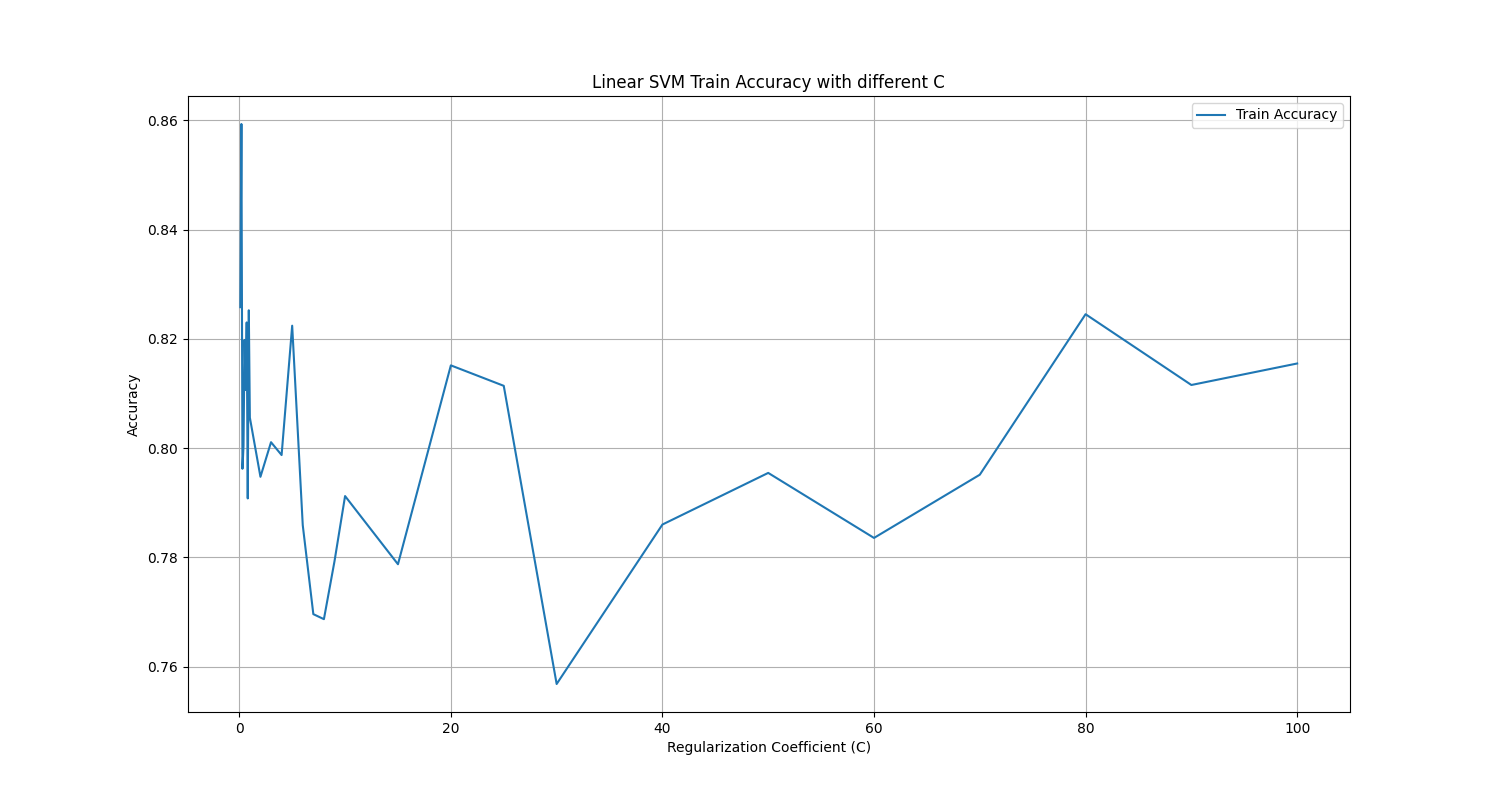 Linear SVM Train Accuracy with different C
Train Accuracy
0.86
0.84
0.82
0.80
0.78
0.76
Accuracy
0 20 40 60 80 100
Regularization Coefficient (C)